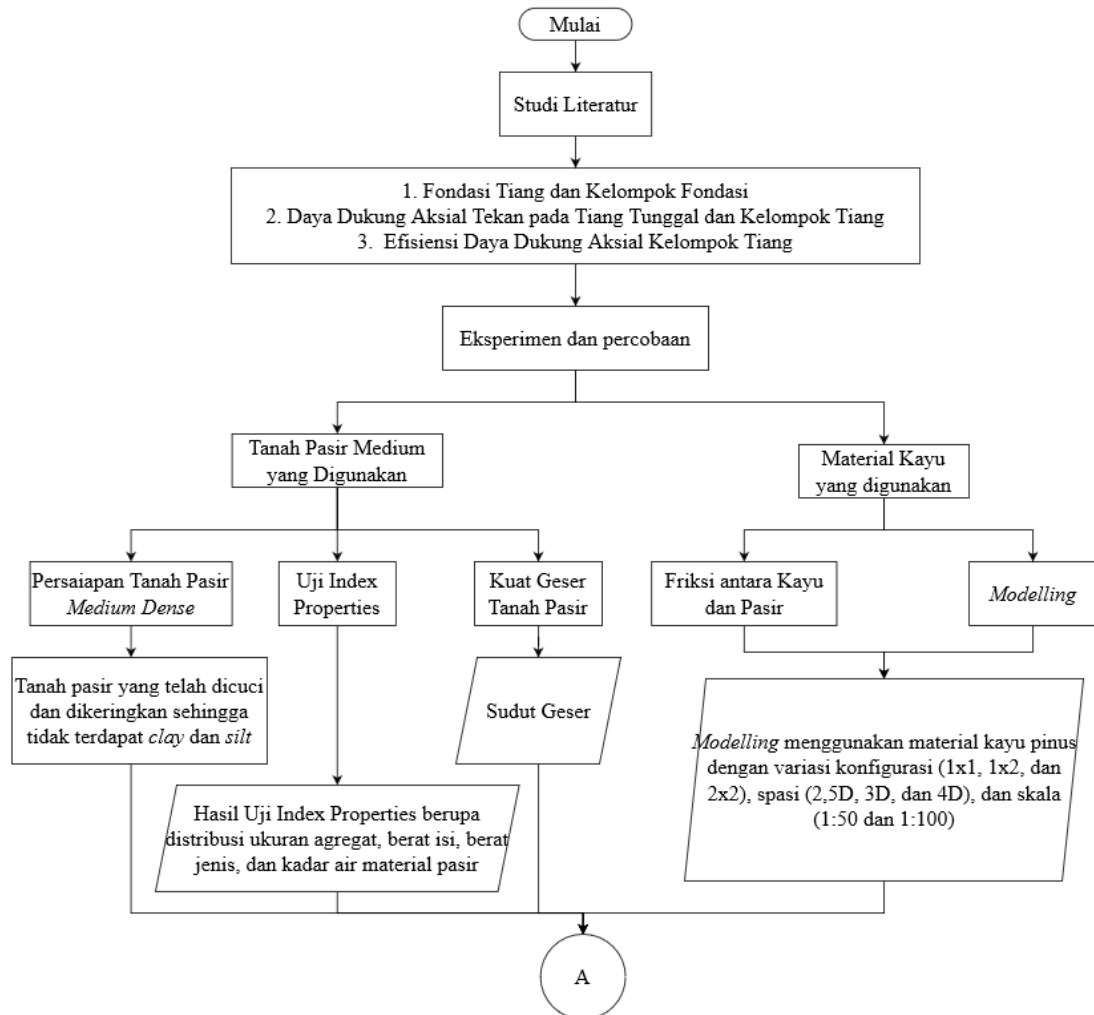 Mulai
Studi Literatur
1. Fondasi Tiang dan Kelompok Fondasi
2. Daya Dukung Aksial Tekan pada Tiang Tunggal dan Kelompok Tiang
3. Efisiensi Daya Dukung Aksial Kelompok Tiang
Eksperimen dan percobaan
Tanah Pasir Medium
yang Digunakan
Material Kayu
yang digunakan
Persaiapan Tanah Pasir
Medium Dense
Uji Index
Properties
Kuat Geser
Tanah Pasir
Friksi antara Kayu
dan Pasir
Modelling
Tanah pasir yang telah dicuci
dan dikeringkan sehingga
tidak terdapat clay dan silt
Sudut Geser
Modelling menggunakan material kayu pinus
dengan variasi konfigurasi (1x1, 1x2, dan
2x2), spasi (2,5D, 3D, dan 4D), dan skala
(1:50 dan 1:100)
Hasil Uji Index Properties berupa
distribusi ukuran agregat, berat isi, berat
jenis, dan kadar air material pasir
A